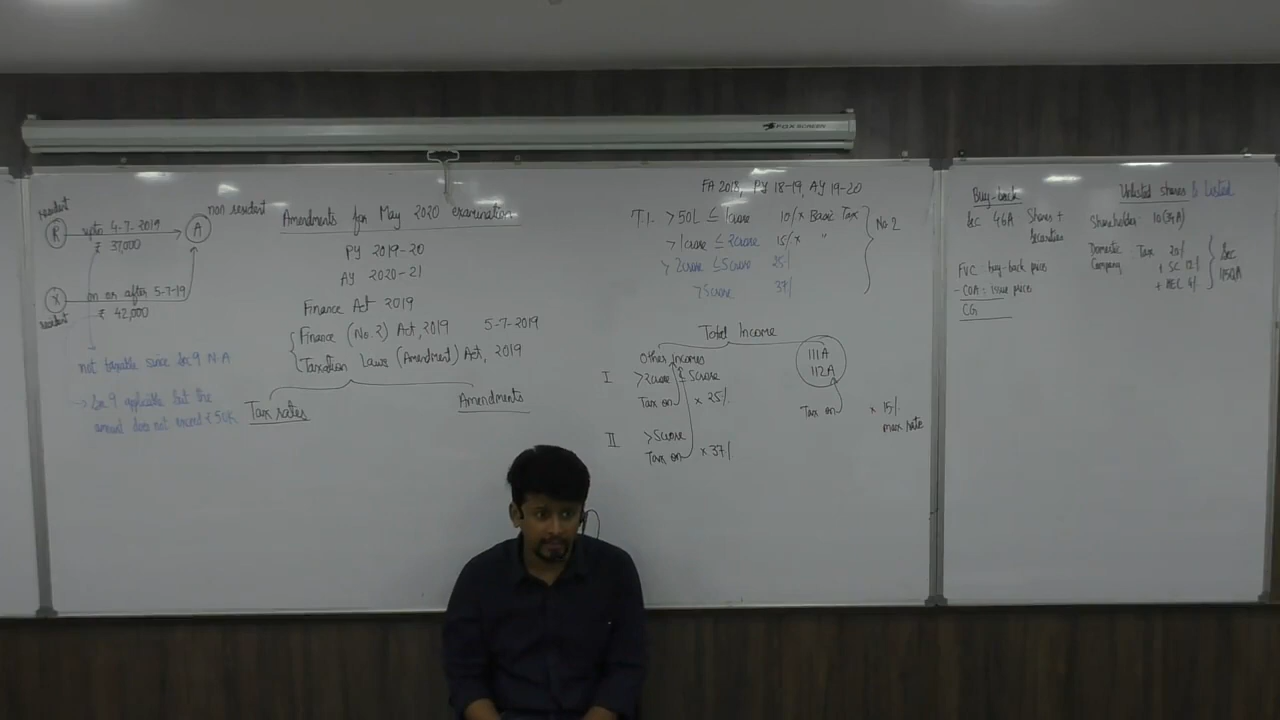 FOX SCREEN
resident
non resident
R
upto 4-7-2019
A
₹ 37,000
X
on or after 5-7-19
resident
₹ 42,000
not taxable since Sec 9 N.A
→ Sec 9 applicable but the
amount does not exceed ₹ 50K
Amendments for May 2020 examination
PY 2019-20
AY 2020-21
Finance Act 2019
Finance (No.2) Act, 2019 5-7-2019
Taxation Laws (Amendment) Act, 2019
Tax rates
Amendments
FA 2018, PY 18-19, AY 19-20
T.I. > 50L ≤ 1crore 10% x Basic Tax
> 1crore ≤ 2crore 15% x "
> 2crore ≤ 5crore 25%
> 5crore 37%
No. 2
Total Income
Other incomes
111A
112A
I > 2crore ≤ 5crore
Tax on x 25%
Tax on x 15%
max rate
II > 5crore
Tax on x 37%
Buy-back
Sec 46A Shares +
Securities
FVC buy-back price
- COA : issue price
CG
Unlisted shares & Listed
Shareholder 10(34A)
Domestic Company Tax 20%
+ SC 12%
+ HEC 4%
Sec
115QA